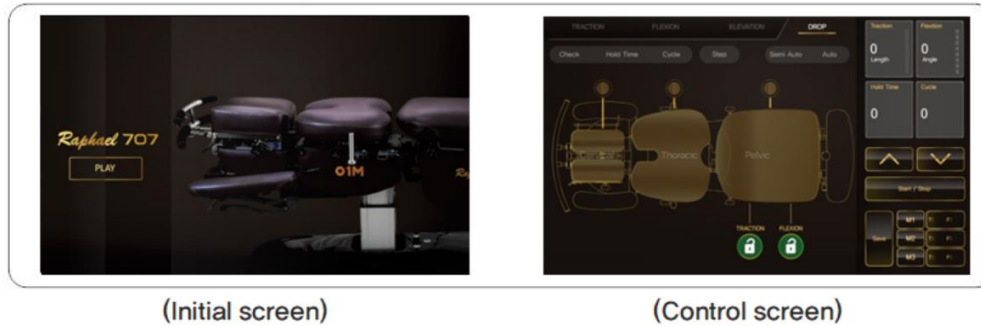 Raphael 707
PLAY
01M
TRACTION FLEXION ELEVATION DROP
Check Hold Time Cycle Step Semi Auto Auto
Thoracic Pelvic
TRACTION FLEXION
Traction Flexion
0 0
Length Angle
Hold Time Cycle
0 0
Start / Stop
Save
M1
M2
M3
(Initial screen) (Control screen)